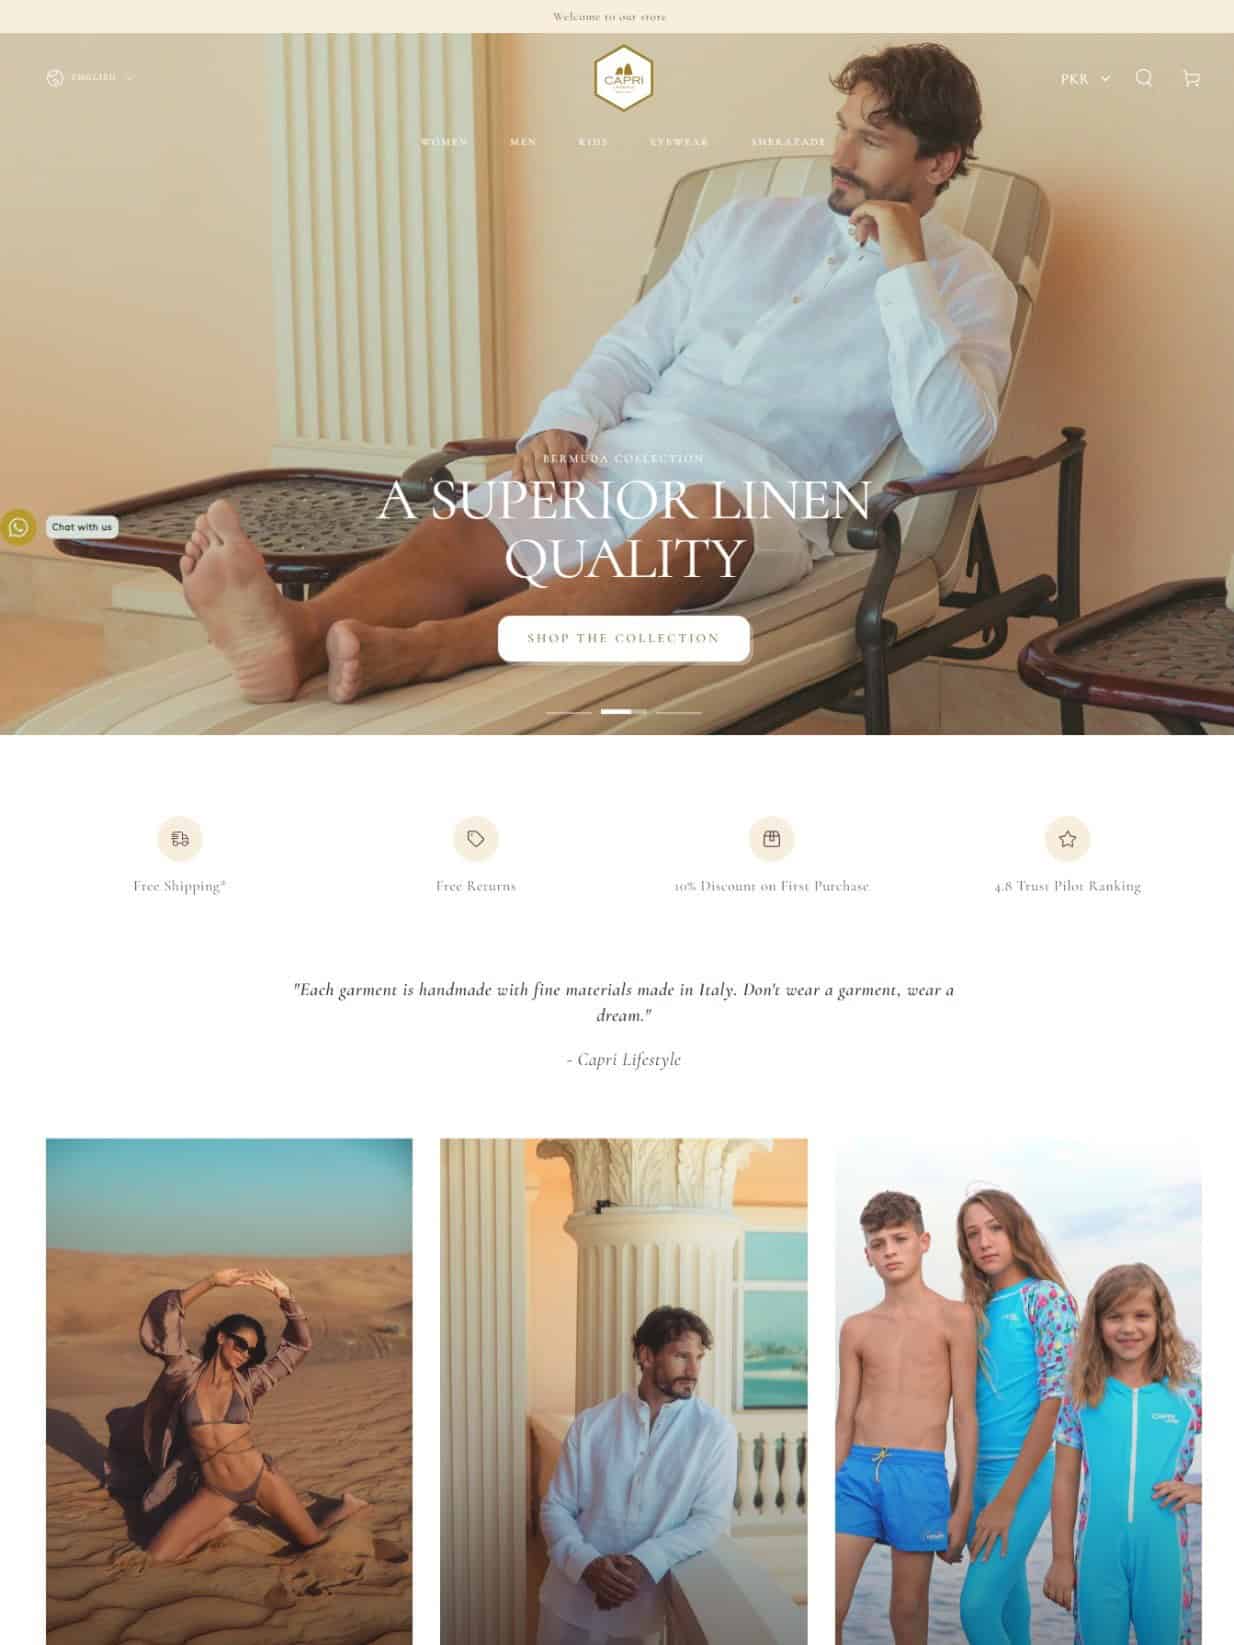 Welcome to our store
ENGLISH
CAPRI
PKR
WOMEN MEN KIDS EYEWEAR SHERAZADE
BERMUDA COLLECTION
A SUPERIOR LINEN
QUALITY
Chat with us
SHOP THE COLLECTION
Free Shipping*
Free Returns
10% Discount on First Purchase
4.8 Trust Pilot Ranking
"Each garment is handmade with fine materials made in Italy. Don't wear a garment, wear a
dream."
- Capri Lifestyle
CAPRI